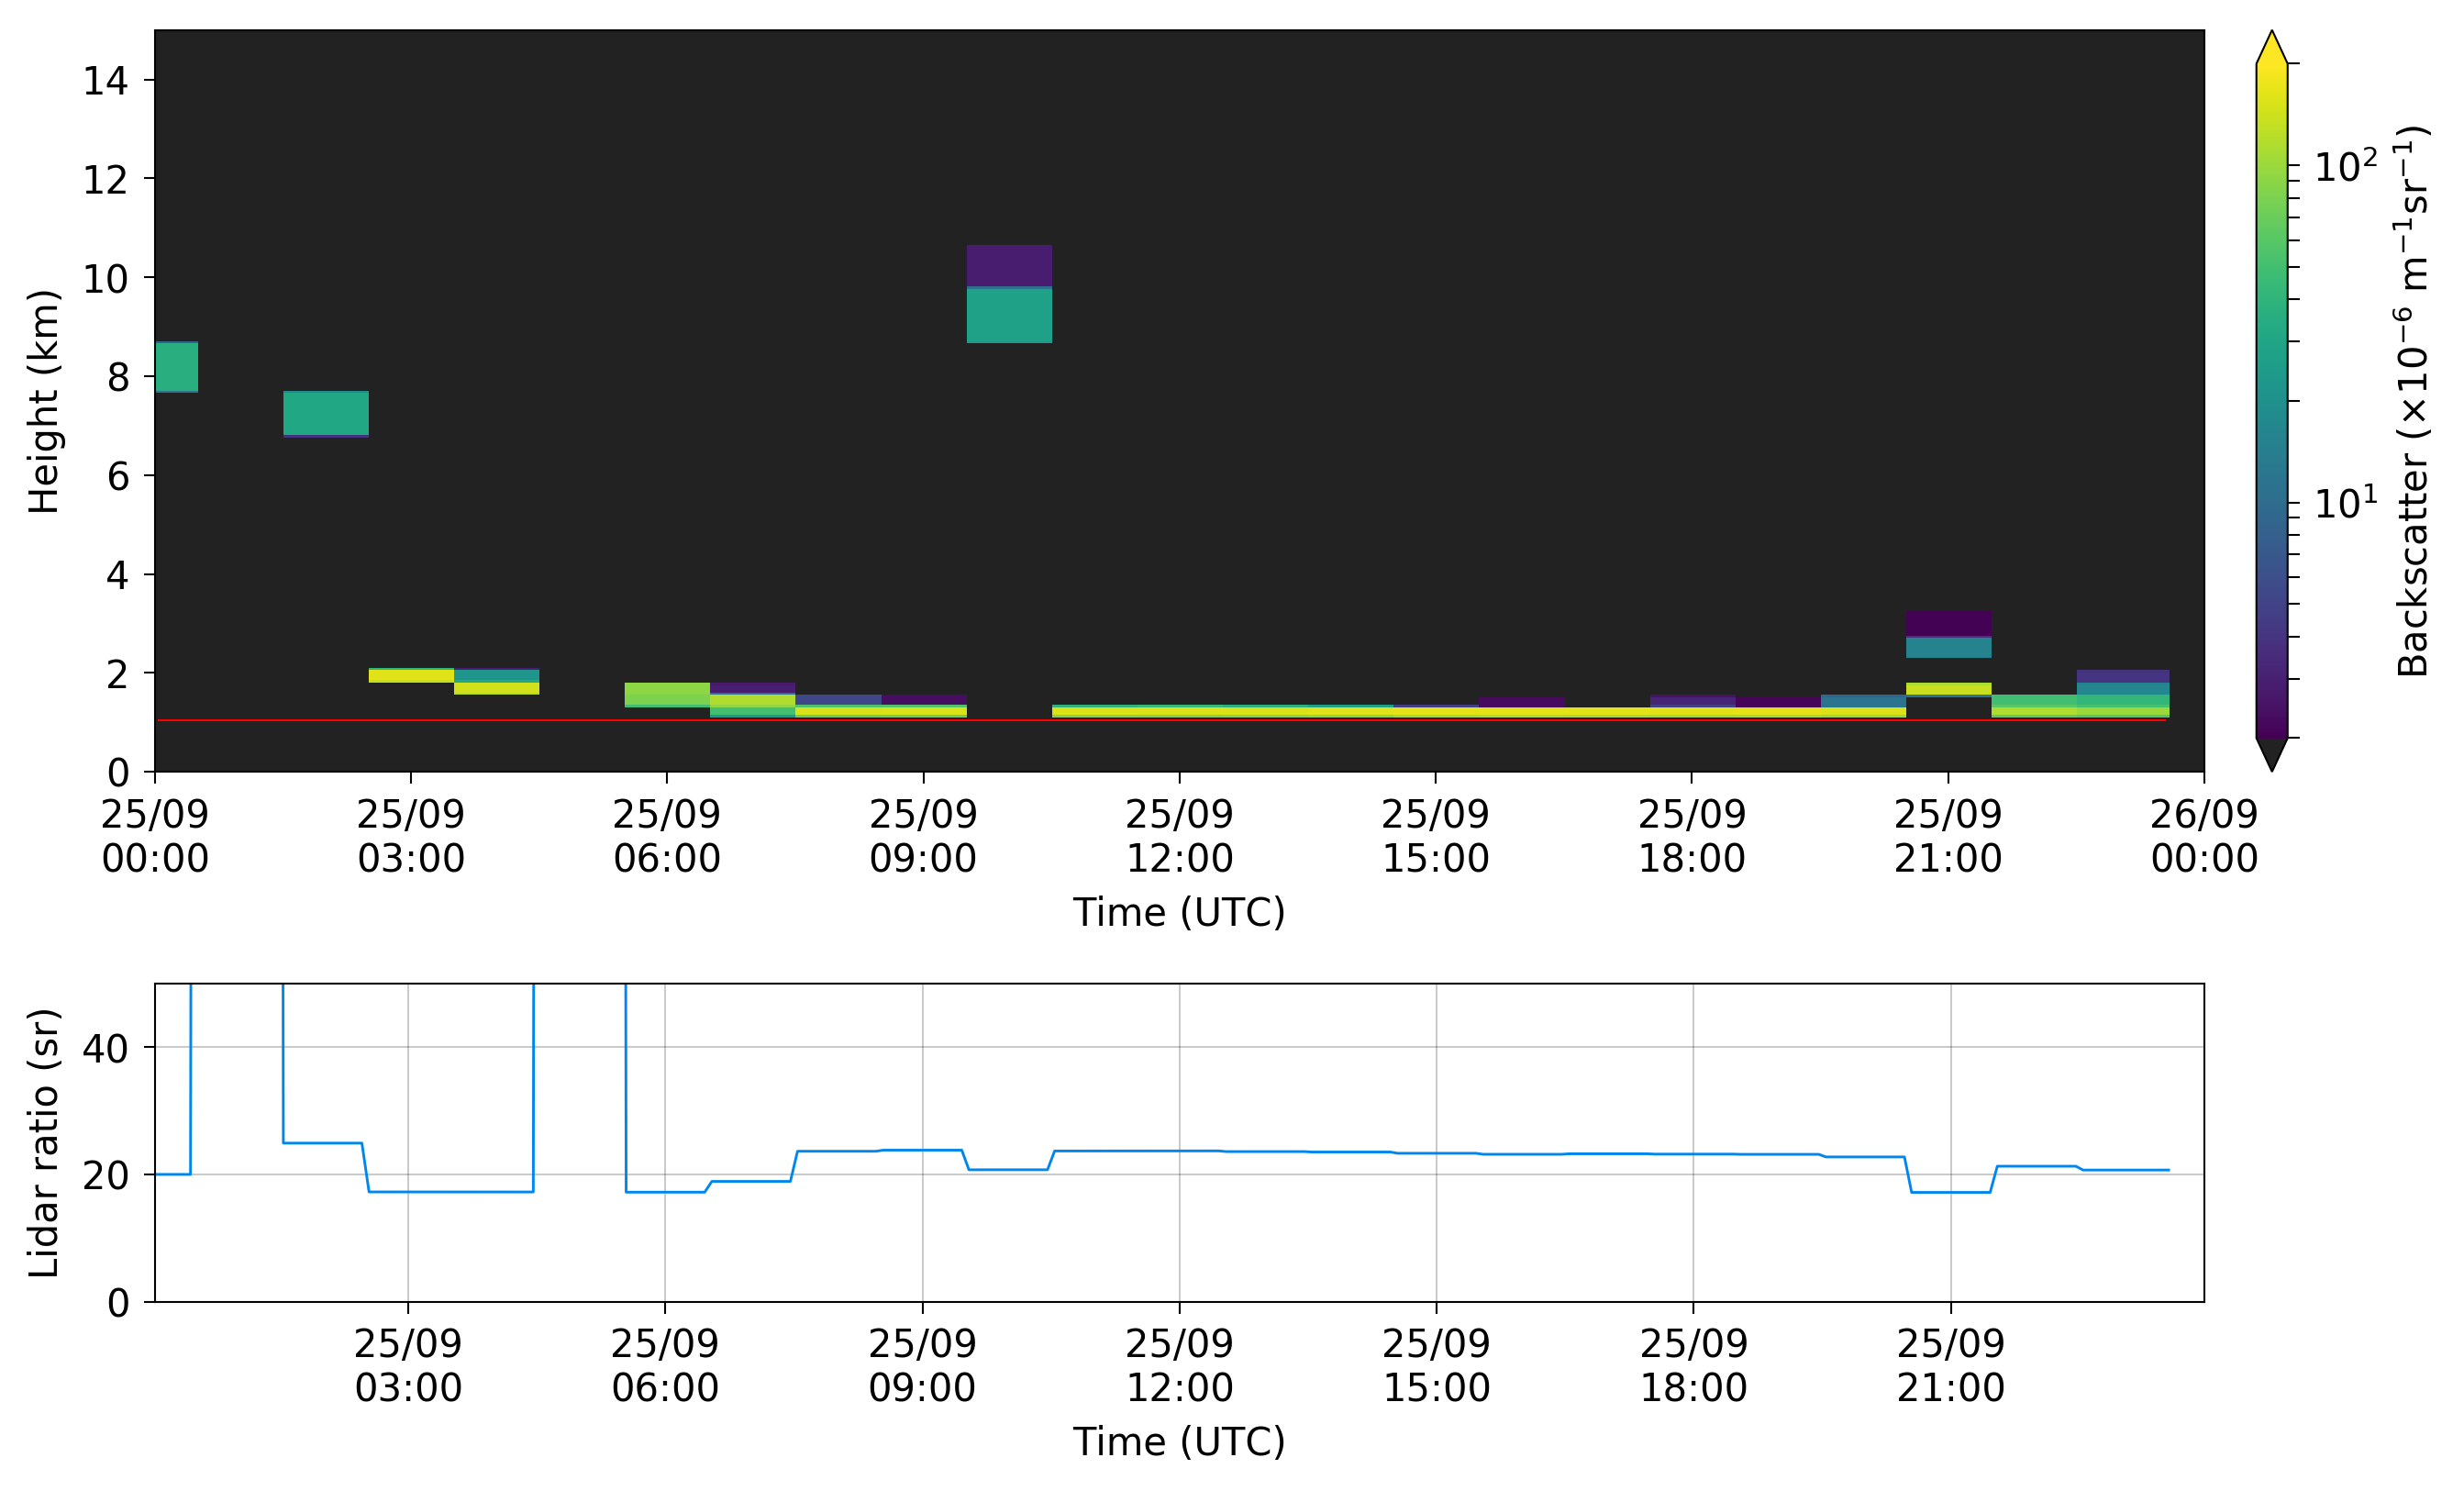 14
12
10
8
6
4
2
0
Height (km)
25/09 25/09 25/09 25/09 25/09 25/09 25/09 25/09 26/09
00:00 03:00 06:00 09:00 12:00 15:00 18:00 21:00 00:00
Time (UTC)
10²
10¹
Backscatter (×10⁻⁶ m⁻¹sr⁻¹)
40
20
0
Lidar ratio (sr)
25/09 25/09 25/09 25/09 25/09 25/09 25/09
03:00 06:00 09:00 12:00 15:00 18:00 21:00
Time (UTC)